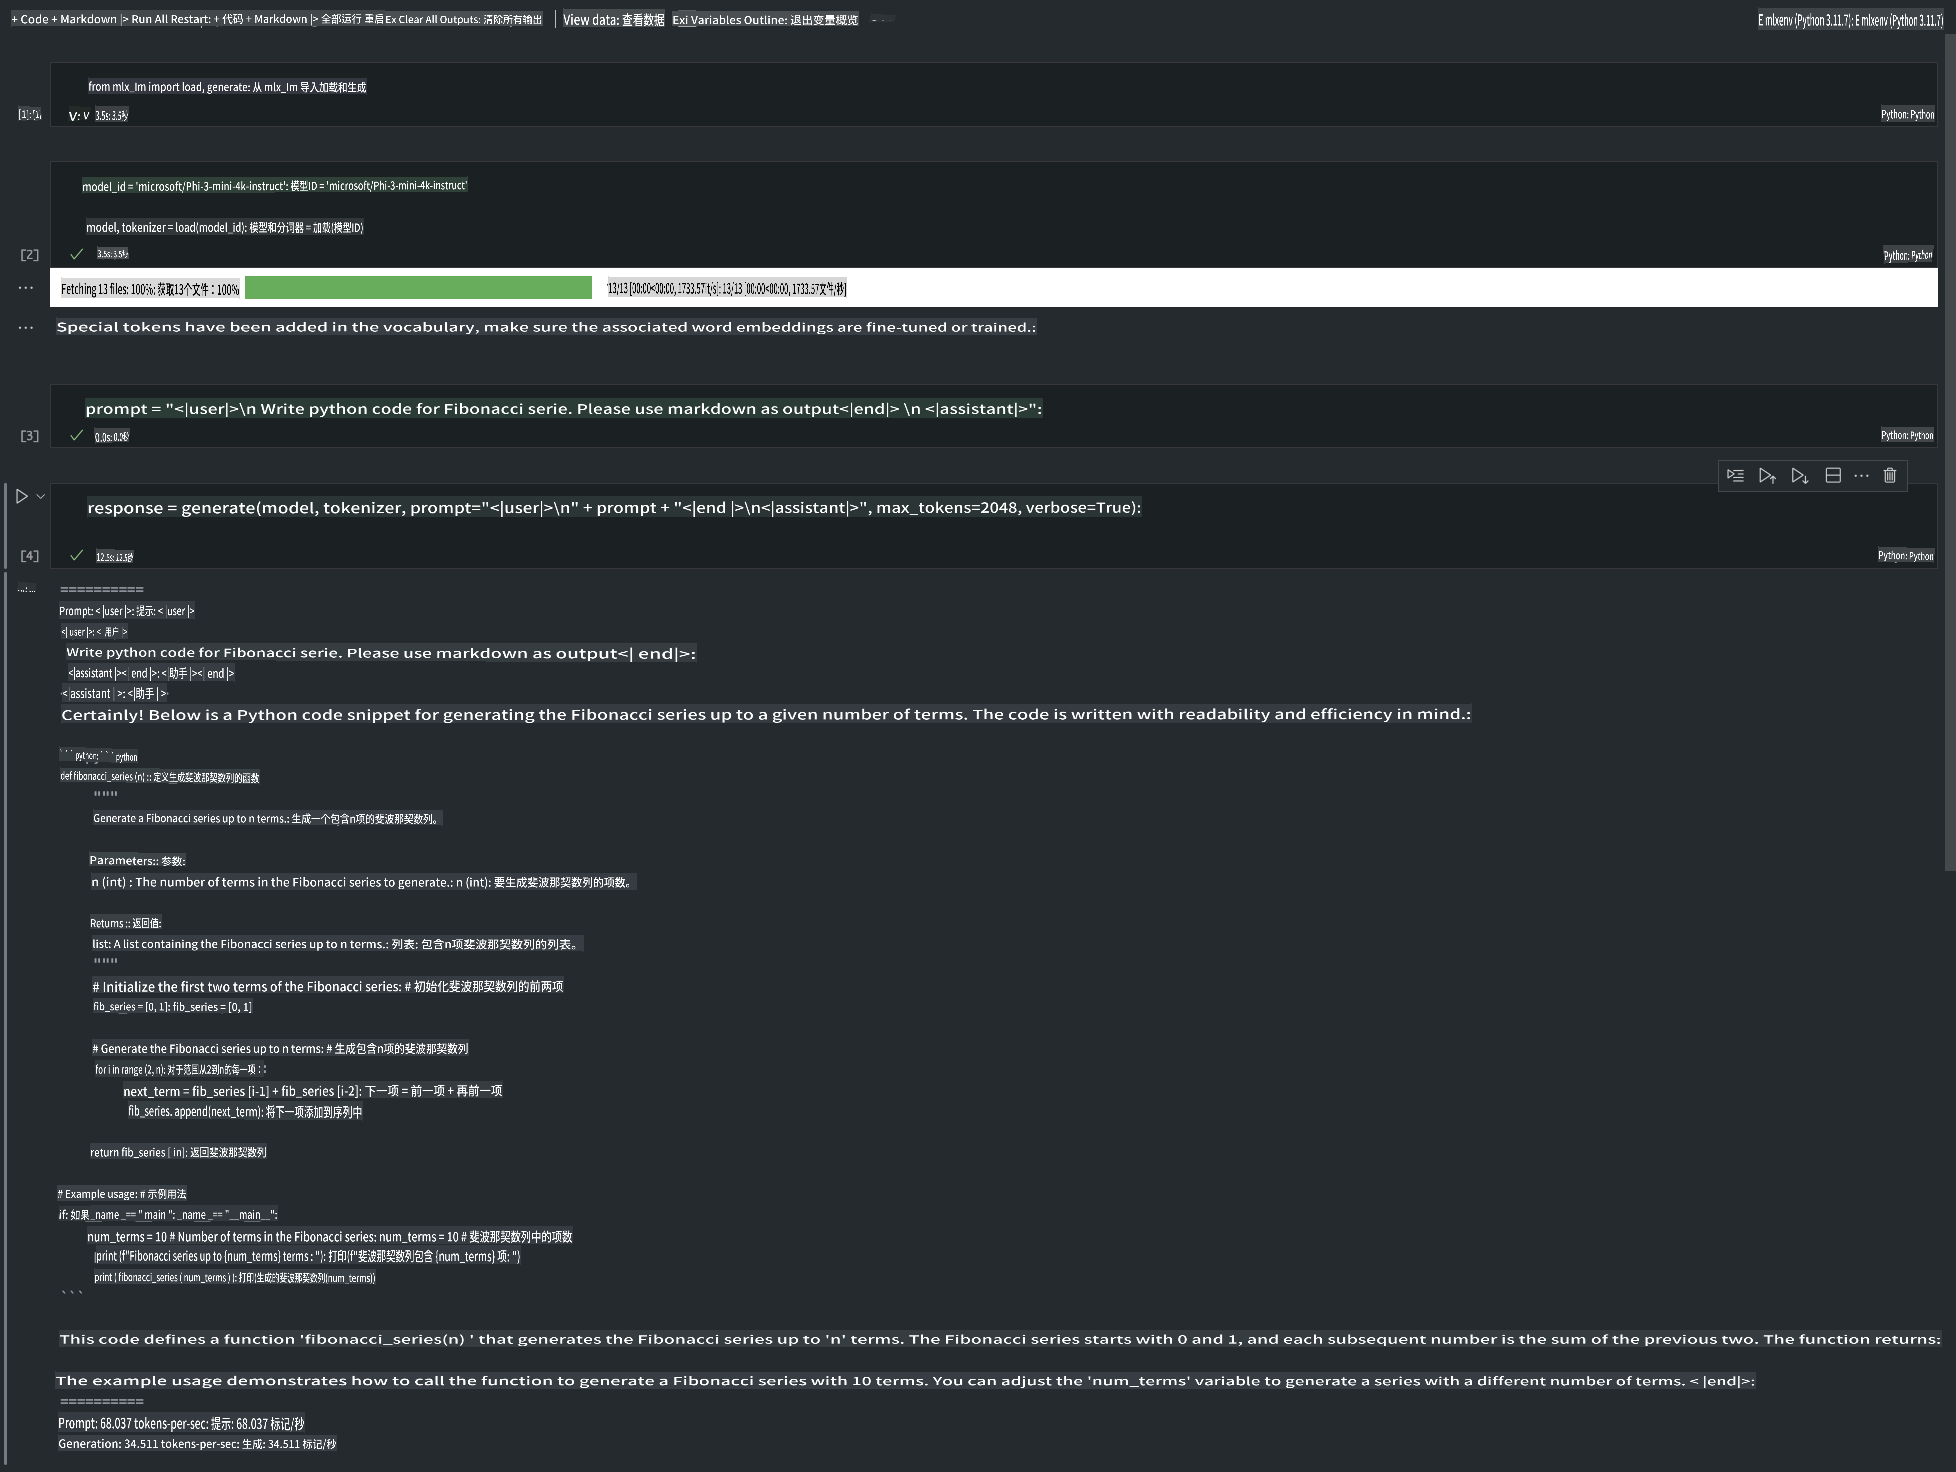 + Code + Markdown |> Run All Restart: + 代码 + Markdown |> 全部运行 重启 Ex Clear All Outputs: 清除所有输出 View data: 查看数据 Exi Variables Outline: 退出变量概览 E mlxenv (Python 3.11.7): E mlxenv (Python 3.11.7)
from mlx_lm import load, generate: 从 mlx_lm 导入加载和生成
[1]:
V: v 3.5s: 3.5秒 Python: Python
model_id = 'microsoft/Phi-3-mini-4k-instruct': 模型ID = 'microsoft/Phi-3-mini-4k-instruct'
model, tokenizer = load(model_id): 模型和分词器 = 加载(模型ID)
[2] 3.5s: 3.5秒 Python: Python
... Fetching 13 files: 100%: 获取13个文件：100% 13/13 [00:00<00:00, 1733.57it/s]: 13/13 [00:00<00:00, 1733.57文件/秒]
... Special tokens have been added in the vocabulary, make sure the associated word embeddings are fine-tuned or trained.:
prompt = "<|user|>\n Write python code for Fibonacci serie. Please use markdown as output<|end|> \n <|assistant|>":
[3] 0.0s: 0.0秒 Python: Python
response = generate(model, tokenizer, prompt="<|user|>\n" + prompt + "<|end |>\n<|assistant|>", max_tokens=2048, verbose=True):
[4] 12.5s: 12.5秒 Python: Python
...: ... ==========
Prompt: < |user |>: 提示: < |user |>
<| user |>: < 用户 >
Write python code for Fibonacci serie. Please use markdown as output<| end|>:
<|assistant |>< end |>: < |助手 |>< end |>
< assistant | >: <|助手 | >
Certainly! Below is a Python code snippet for generating the Fibonacci series up to a given number of terms. The code is written with readability and efficiency in mind.:
``` python: ``` python
def fibonacci_series (n) :: 定义生成斐波那契数列的函数
""""
Generate a Fibonacci series up to n terms.: 生成一个包含n项的斐波那契数列。
Parameters:: 参数:
n (int) : The number of terms in the Fibonacci series to generate.: n (int): 要生成斐波那契数列的项数。
Returns :: 返回值:
list: A list containing the Fibonacci series up to n terms.: 列表: 包含n项斐波那契数列的列表。
""""
# Initialize the first two terms of the Fibonacci series: # 初始化斐波那契数列的前两项
fib_series = [0, 1]: fib_series = [0, 1]
# Generate the Fibonacci series up to n terms: # 生成包含n项的斐波那契数列
for i in range (2, n): 对于范围从2到n的每一项 : :
next_term = fib_series [i-1] + fib_series [i-2]: 下一项 = 前一项 + 再前一项
fib_series. append(next_term): 将下一项添加到序列中
return fib_series [ in]: 返回斐波那契数列
# Example usage: # 示例用法
if: 如果 _name _== " main ": _name _== "__main__":
num_terms = 10 # Number of terms in the Fibonacci series: num_terms = 10 # 斐波那契数列中的项数
print (f"Fibonacci series up to {num_terms} terms : "): 打印(f"斐波那契数列包含 {num_terms} 项: ")
print ( fibonacci_series ( num_terms ) ): 打印(生成的斐波那契数列(num_terms))
```
This code defines a function 'fibonacci_series(n) ' that generates the Fibonacci series up to 'n' terms. The Fibonacci series starts with 0 and 1, and each subsequent number is the sum of the previous two. The function returns:
The example usage demonstrates how to call the function to generate a Fibonacci series with 10 terms. You can adjust the 'num_terms' variable to generate a series with a different number of terms. < |end|>:
==========
Prompt: 68.037 tokens-per-sec: 提示: 68.037 标记/秒
Generation: 34.511 tokens-per-sec: 生成: 34.511 标记/秒